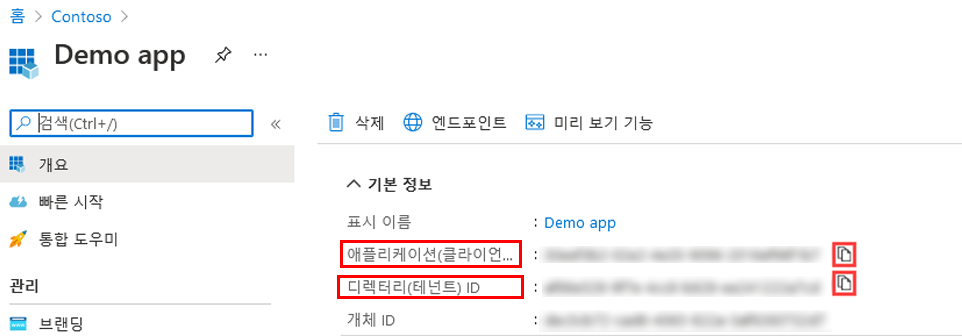 홈 > Contoso >
Demo app ...
검색(Ctrl+/) «
삭제 엔드포인트 미리 보기 기능
개요
기본 정보
빠른 시작
표시 이름 : Demo app
통합 도우미
애플리케이션(클라이언... :
관리
디렉터리(테넌트) ID :
브랜딩
개체 ID :